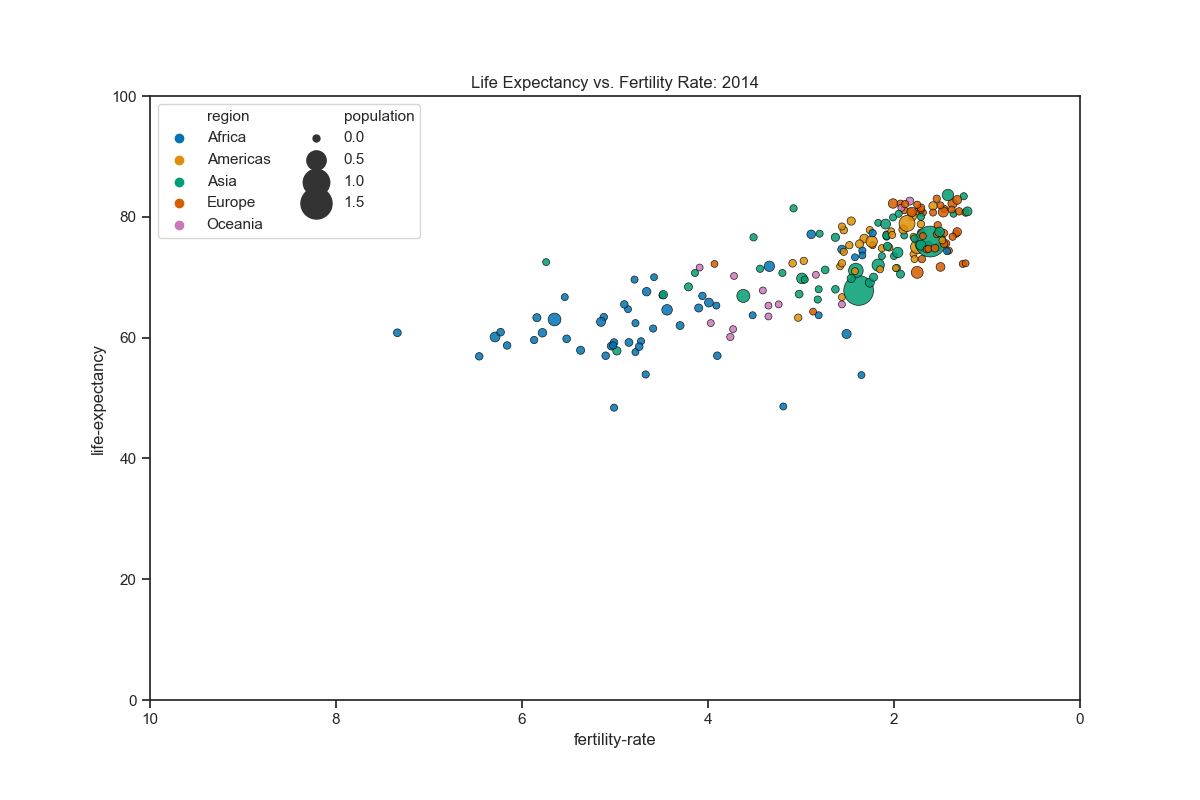 Life Expectancy vs. Fertility Rate: 2014
region population
Africa 0.0
Americas 0.5
Asia 1.0
Europe 1.5
Oceania
100
80
60
40
20
0
life-expectancy
10 8 6 4 2 0
fertility-rate